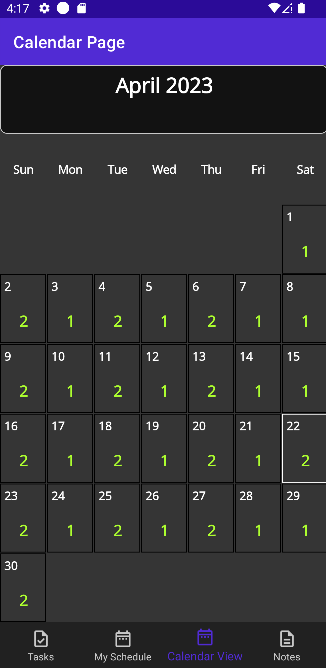 4:17
Calendar Page
April 2023
Sun Mon Tue Wed Thu Fri Sat
1
1
2 3 4 5 6 7 8
2 1 2 1 2 1 1
9 10 11 12 13 14 15
2 1 2 1 2 1 1
16 17 18 19 20 21 22
2 1 2 1 2 1 2
23 24 25 26 27 28 29
2 1 2 1 2 1 1
30
2
Tasks My Schedule Calendar View Notes